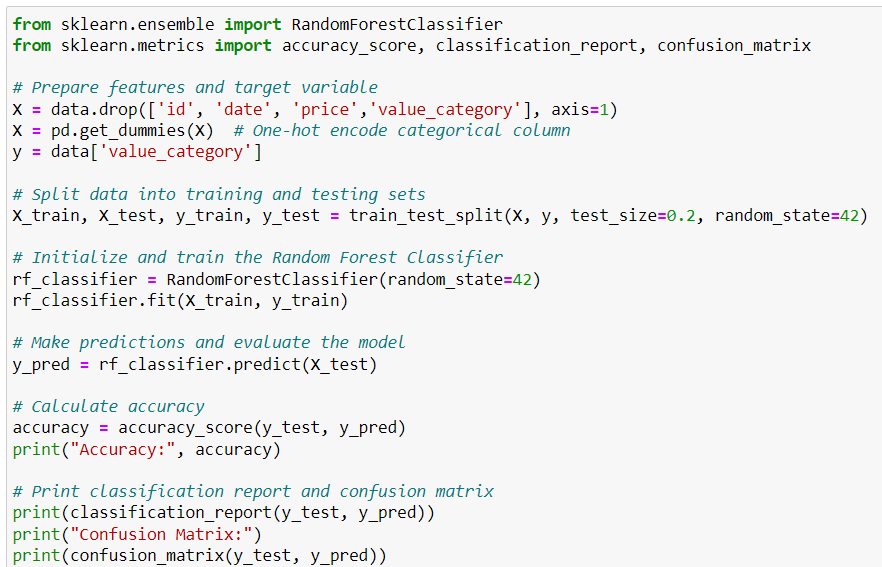 from sklearn.ensemble import RandomForestClassifier
from sklearn.metrics import accuracy_score, classification_report, confusion_matrix
# Prepare features and target variable
X = data.drop(['id', 'date', 'price','value_category'], axis=1)
X = pd.get_dummies(X)  # One-hot encode categorical column
y = data['value_category']
# Split data into training and testing sets
X_train, X_test, y_train, y_test = train_test_split(X, y, test_size=0.2, random_state=42)
# Initialize and train the Random Forest Classifier
rf_classifier = RandomForestClassifier(random_state=42)
rf_classifier.fit(X_train, y_train)
# Make predictions and evaluate the model
y_pred = rf_classifier.predict(X_test)
# Calculate accuracy
accuracy = accuracy_score(y_test, y_pred)
print("Accuracy:", accuracy)
# Print classification report and confusion matrix
print(classification_report(y_test, y_pred))
print("Confusion Matrix:")
print(confusion_matrix(y_test, y_pred))